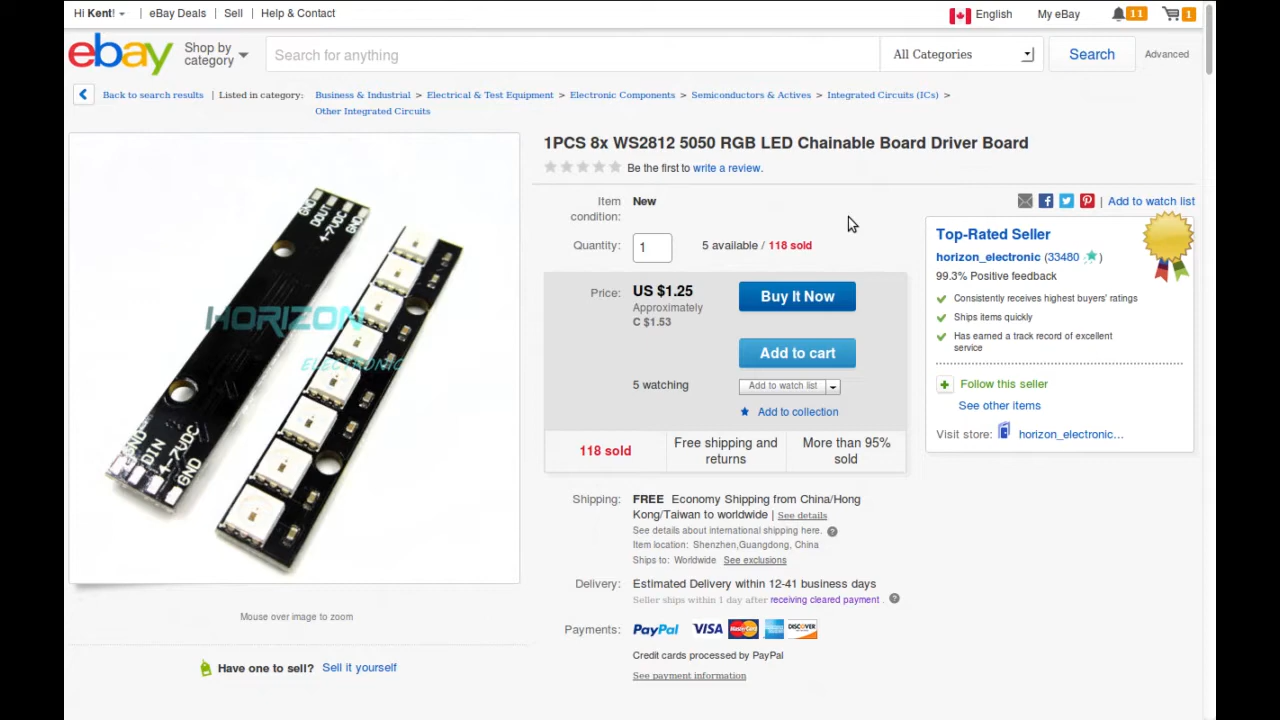 Hi Kent!
eBay Deals
Sell
Help & Contact
English
My eBay
11
1
ebay
Shop by category
Search for anything
All Categories
Search
Advanced
Back to search results | Listed in category:
Business & Industrial > Electrical & Test Equipment > Electronic Components > Semiconductors & Actives > Integrated Circuits (ICs) >
Other Integrated Circuits
GND
DOUT
4-7VDC
GND
HORIZON
ELECTRONIC
GND
DIN
4-7VDC
GND
Mouse over image to zoom
Have one to sell? Sell it yourself
1PCS 8x WS2812 5050 RGB LED Chainable Board Driver Board
Be the first to write a review.
Item condition: New
Quantity: 1 5 available / 118 sold
Price: US $1.25
Approximately
C $1.53
Buy It Now
Add to cart
5 watching
Add to watch list
Add to collection
118 sold
Free shipping and returns
More than 95% sold
Shipping: FREE Economy Shipping from China/Hong
Kong/Taiwan to worldwide | See details
See details about international shipping here.
Item location: Shenzhen,Guangdong, China
Ships to: Worldwide See exclusions
Delivery: Estimated Delivery within 12-41 business days
Seller ships within 1 day after receiving cleared payment .
Payments: PayPal VISA MasterCard AMERICAN EXPRESS DISCOVER
Credit cards processed by PayPal
See payment information
| Add to watch list
Top-Rated Seller
horizon_electronic (33480 )
99.3% Positive feedback
Consistently receives highest buyers' ratings
Ships items quickly
Has earned a track record of excellent
service
Follow this seller
See other items
Visit store: horizon_electronic...